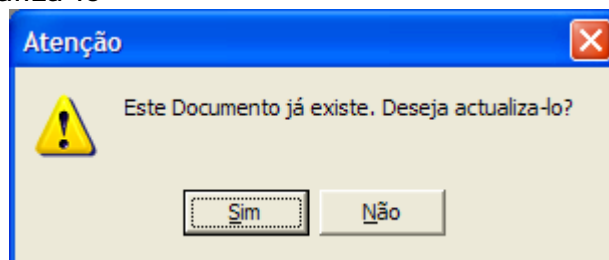 Atenção
Este Documento já existe. Deseja actualiza-lo?
Sim
Não